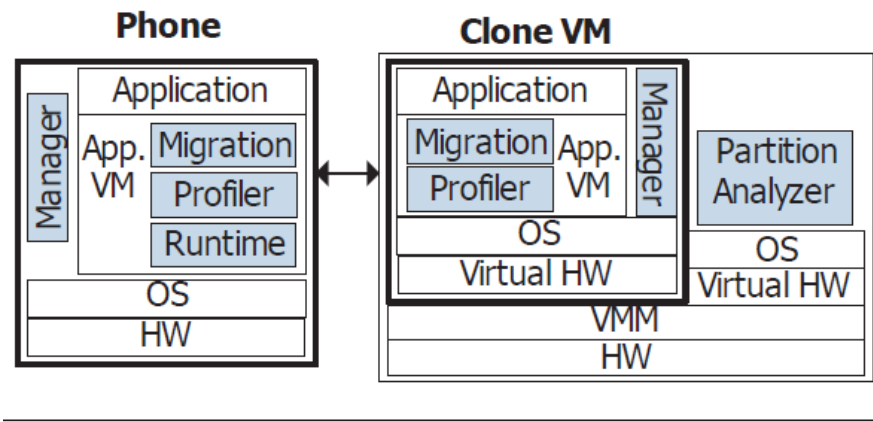 Phone
Manager
Application
App.
VM
Migration
Profiler
Runtime
OS
HW
Clone VM
Application
Migration
Profiler
App.
VM
Manager
OS
Virtual HW
Partition
Analyzer
OS
Virtual HW
VMM
HW